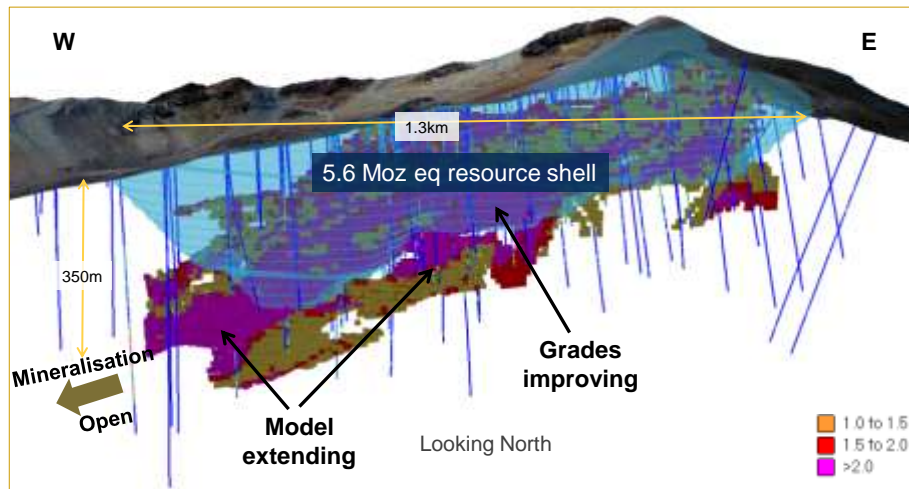 W
E
1.3km
5.6 Moz eq resource shell
350m
Mineralisation
Open
Grades
improving
Model
extending
Looking North
1.0 to 1.5
1.5 to 2.0
>2.0